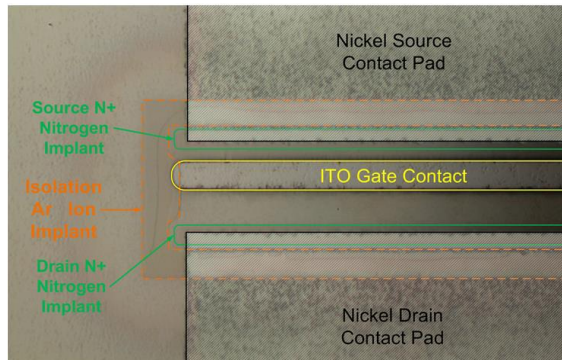 Nickel Source
Contact Pad
Source N+
Nitrogen
Implant
ITO Gate Contact
Isolation
Ar Ion
Implant
Drain N+
Nitrogen
Implant
Nickel Drain
Contact Pad